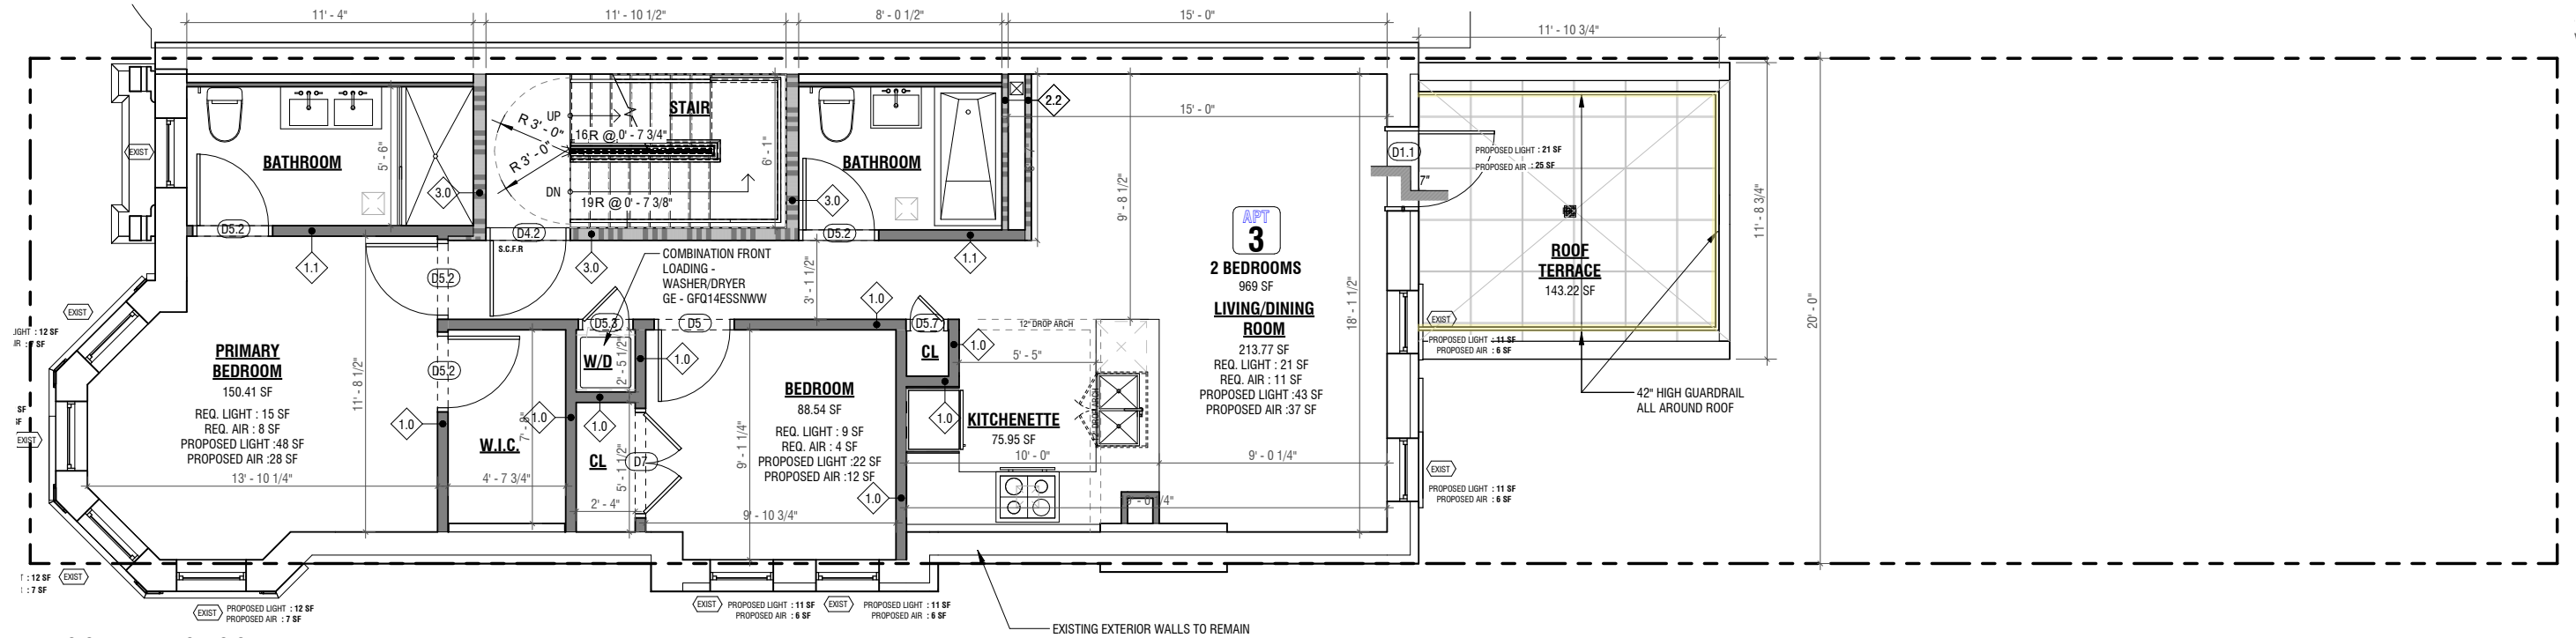 11' - 4"
11' - 10 1/2"
8' - 0 1/2"
15' - 0"
11' - 10 3/4"
EXIST
BATHROOM
5' - 6"
3.0
UP
R 3' - 0"
R 3' - 0"
DN
STAIR
16R @ 0' - 7 3/4"
19R @ 0' - 7 3/8"
6' - 1"
3.0
BATHROOM
2.2
15' - 0"
9' - 8 1/2"
D1.1
7"
PROPOSED LIGHT : 21 SF
PROPOSED AIR : 25 SF
ROOF
TERRACE
143.22 SF
11' - 8 3/4"
20' - 0"
D5.2
1.1
D5.2
D4.2
S.C.F.R
3.0
COMBINATION FRONT
LOADING -
WASHER/DRYER
GE - GFQ14ESSNWW
D5.2
1.1
3' - 1 1/2"
APT
3
2 BEDROOMS
969 SF
LIVING/DINING
ROOM
213.77 SF
REQ. LIGHT : 21 SF
REQ. AIR : 11 SF
PROPOSED LIGHT :43 SF
PROPOSED AIR :37 SF
18' - 1 1/2"
EXIST
PROPOSED LIGHT : 11 SF
PROPOSED AIR : 6 SF
42" HIGH GUARDRAIL
ALL AROUND ROOF
EXIST
: 12 SF
SF
PRIMARY
BEDROOM
150.41 SF
REQ. LIGHT : 15 SF
REQ. AIR : 8 SF
PROPOSED LIGHT :48 SF
PROPOSED AIR :28 SF
13' - 10 1/4"
11' - 8 1/2"
D5.2
1.0
W.I.C.
4' - 7 3/4"
1.0
D5.3
W/D
2' - 5 1/2"
1.0
1.0
CL
5' - 1 1/2"
2' - 4"
D7
D5
BEDROOM
88.54 SF
REQ. LIGHT : 9 SF
REQ. AIR : 4 SF
PROPOSED LIGHT :22 SF
PROPOSED AIR :12 SF
9' - 1 1/4"
9' - 10 3/4"
1.0
1.0
D5.7
CL
1.0
1.0
12" DROP ARCH
5' - 5"
KITCHENETTE
75.95 SF
10' - 0"
9' - 0 1/4"
EXIST
PROPOSED LIGHT : 11 SF
PROPOSED AIR : 6 SF
SF
EXIST
: 12 SF
: 7 SF
EXIST
EXIST
PROPOSED LIGHT : 12 SF
PROPOSED AIR : 7 SF
EXIST
PROPOSED LIGHT : 11 SF
PROPOSED AIR : 6 SF
EXIST
PROPOSED LIGHT : 11 SF
PROPOSED AIR : 6 SF
EXISTING EXTERIOR WALLS TO REMAIN